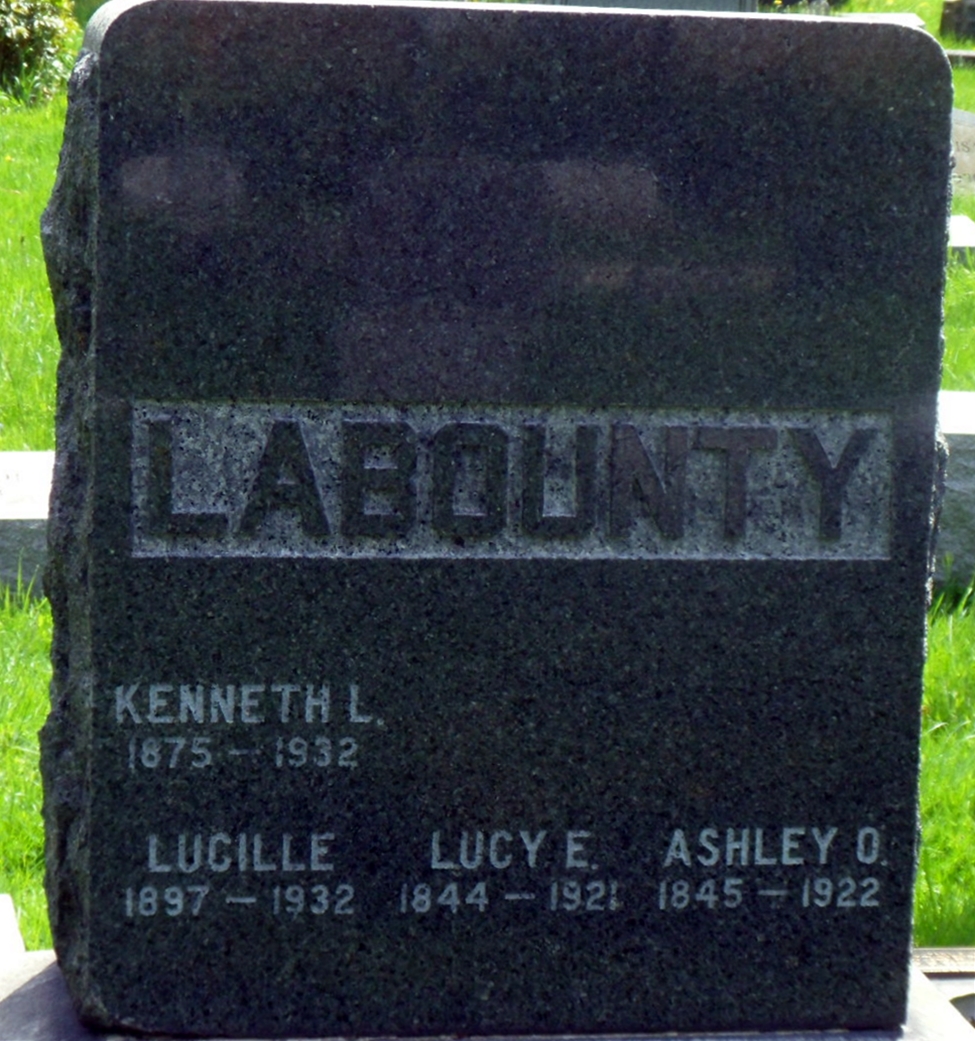 LABOUNTY
KENNETH L.
1875 – 1932
LUCILLE
1897 – 1932
LUCY E.
1844 – 1921
ASHLEY O.
1845 – 1922